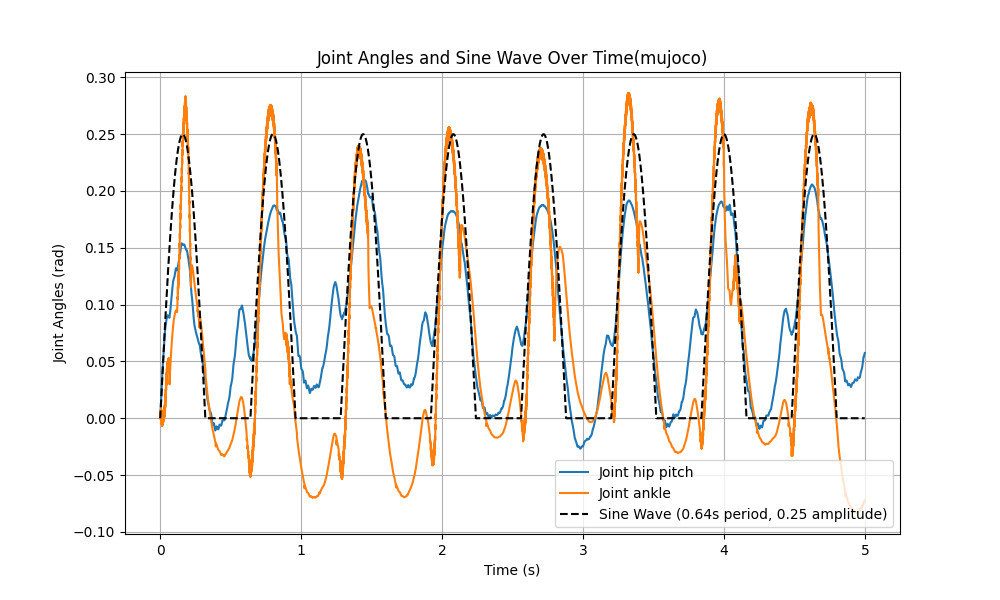 Joint Angles and Sine Wave Over Time(mujoco)
0.30
0.25
0.20
0.15
0.10
0.05
0.00
−0.05
−0.10
Joint Angles (rad)
Joint hip pitch
Joint ankle
Sine Wave (0.64s period, 0.25 amplitude)
0 1 2 3 4 5
Time (s)